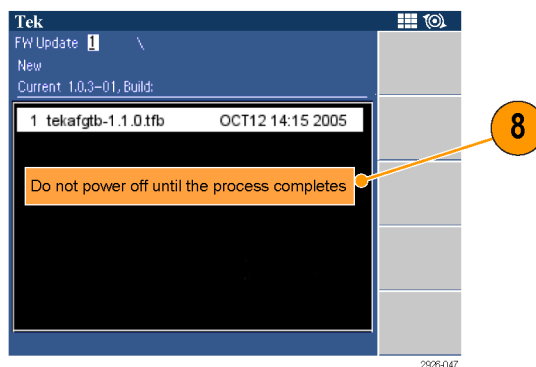 Tek
FW Update 1 \
New
Current 1.0.3-01, Build:
1 tekafgtb-1.1.0.tfb OCT12 14:15 2005
Do not power off until the process completes
8
2926-047